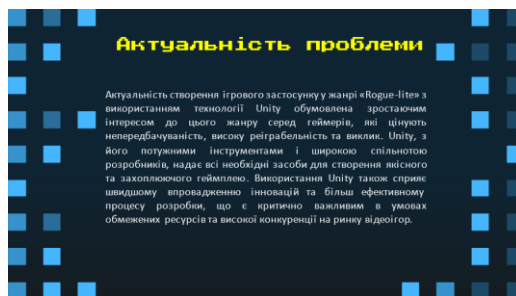 Актуальність проблеми
Актуальність створення ігрового застосунку у жанрі «Rogue-lite» з
використанням технології Unity обумовлена зростаючим
інтересом до цього жанру серед геймерів, які цінують
непередбачуваність, високу реіграбельність та виклик. Unity, з
його потужними інструментами і широкою спільнотою
розробників, надає всі необхідні засоби для створення якісного
та захоплюючого геймплею. Використання Unity також сприяє
швидшому впровадженню інновацій та більш ефективному
процесу розробки, що є критично важливим в умовах
обмежених ресурсів та високої конкуренції на ринку відеоігор.